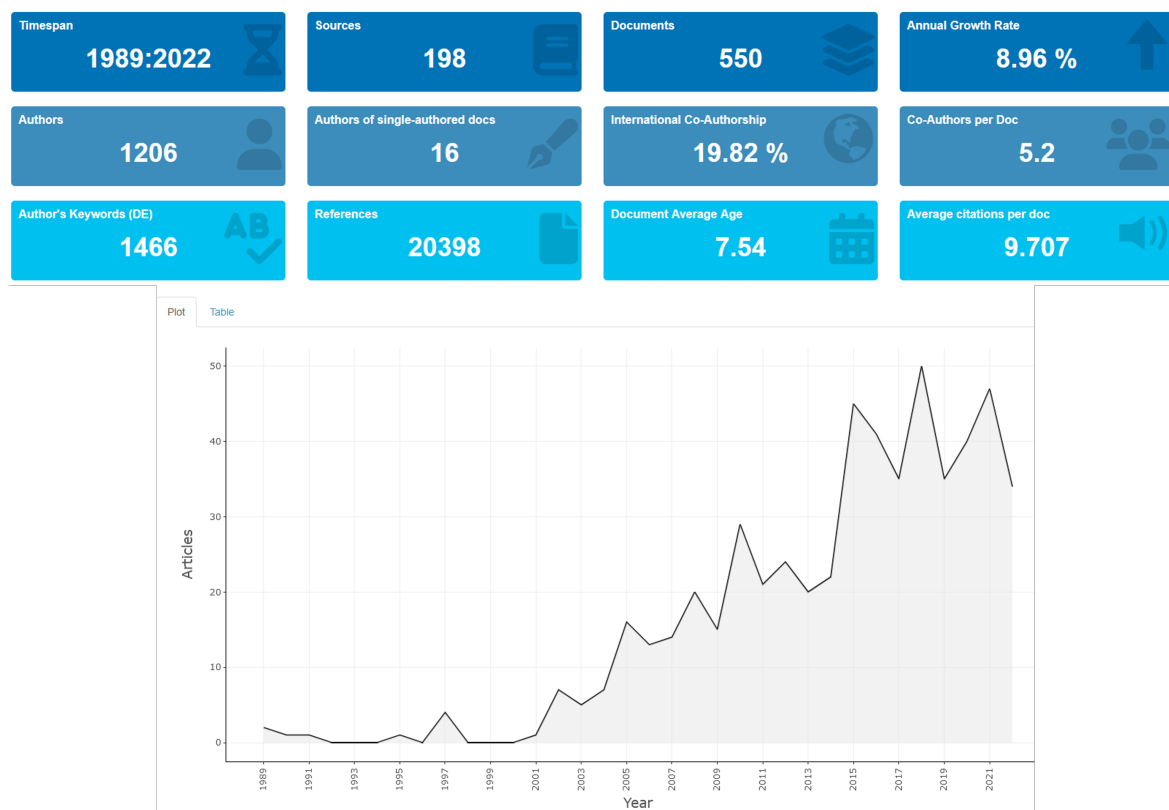 Timespan
1989:2022
Sources
198
Documents
550
Annual Growth Rate
8.96 %
Authors
1206
Authors of single-authored docs
16
International Co-Authorship
19.82 %
Co-Authors per Doc
5.2
Author's Keywords (DE)
1466
AB
References
20398
Document Average Age
7.54
Average citations per doc
9.707
Plot
Table
50
40
30
20
10
0
Articles
1989
1991
1993
1995
1997
1999
2001
2003
2005
2007
2009
2011
2013
2015
2017
2019
2021
Year